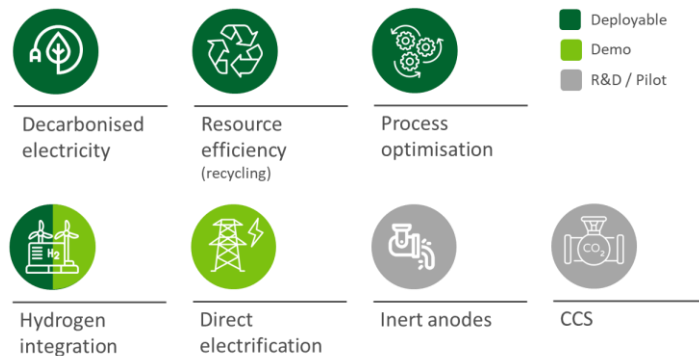 Deployable
Demo
R&D / Pilot
Decarbonised
electricity
Resource
efficiency
(recycling)
Process
optimisation
H2
CO2
Hydrogen
integration
Direct
electrification
Inert anodes
CCS